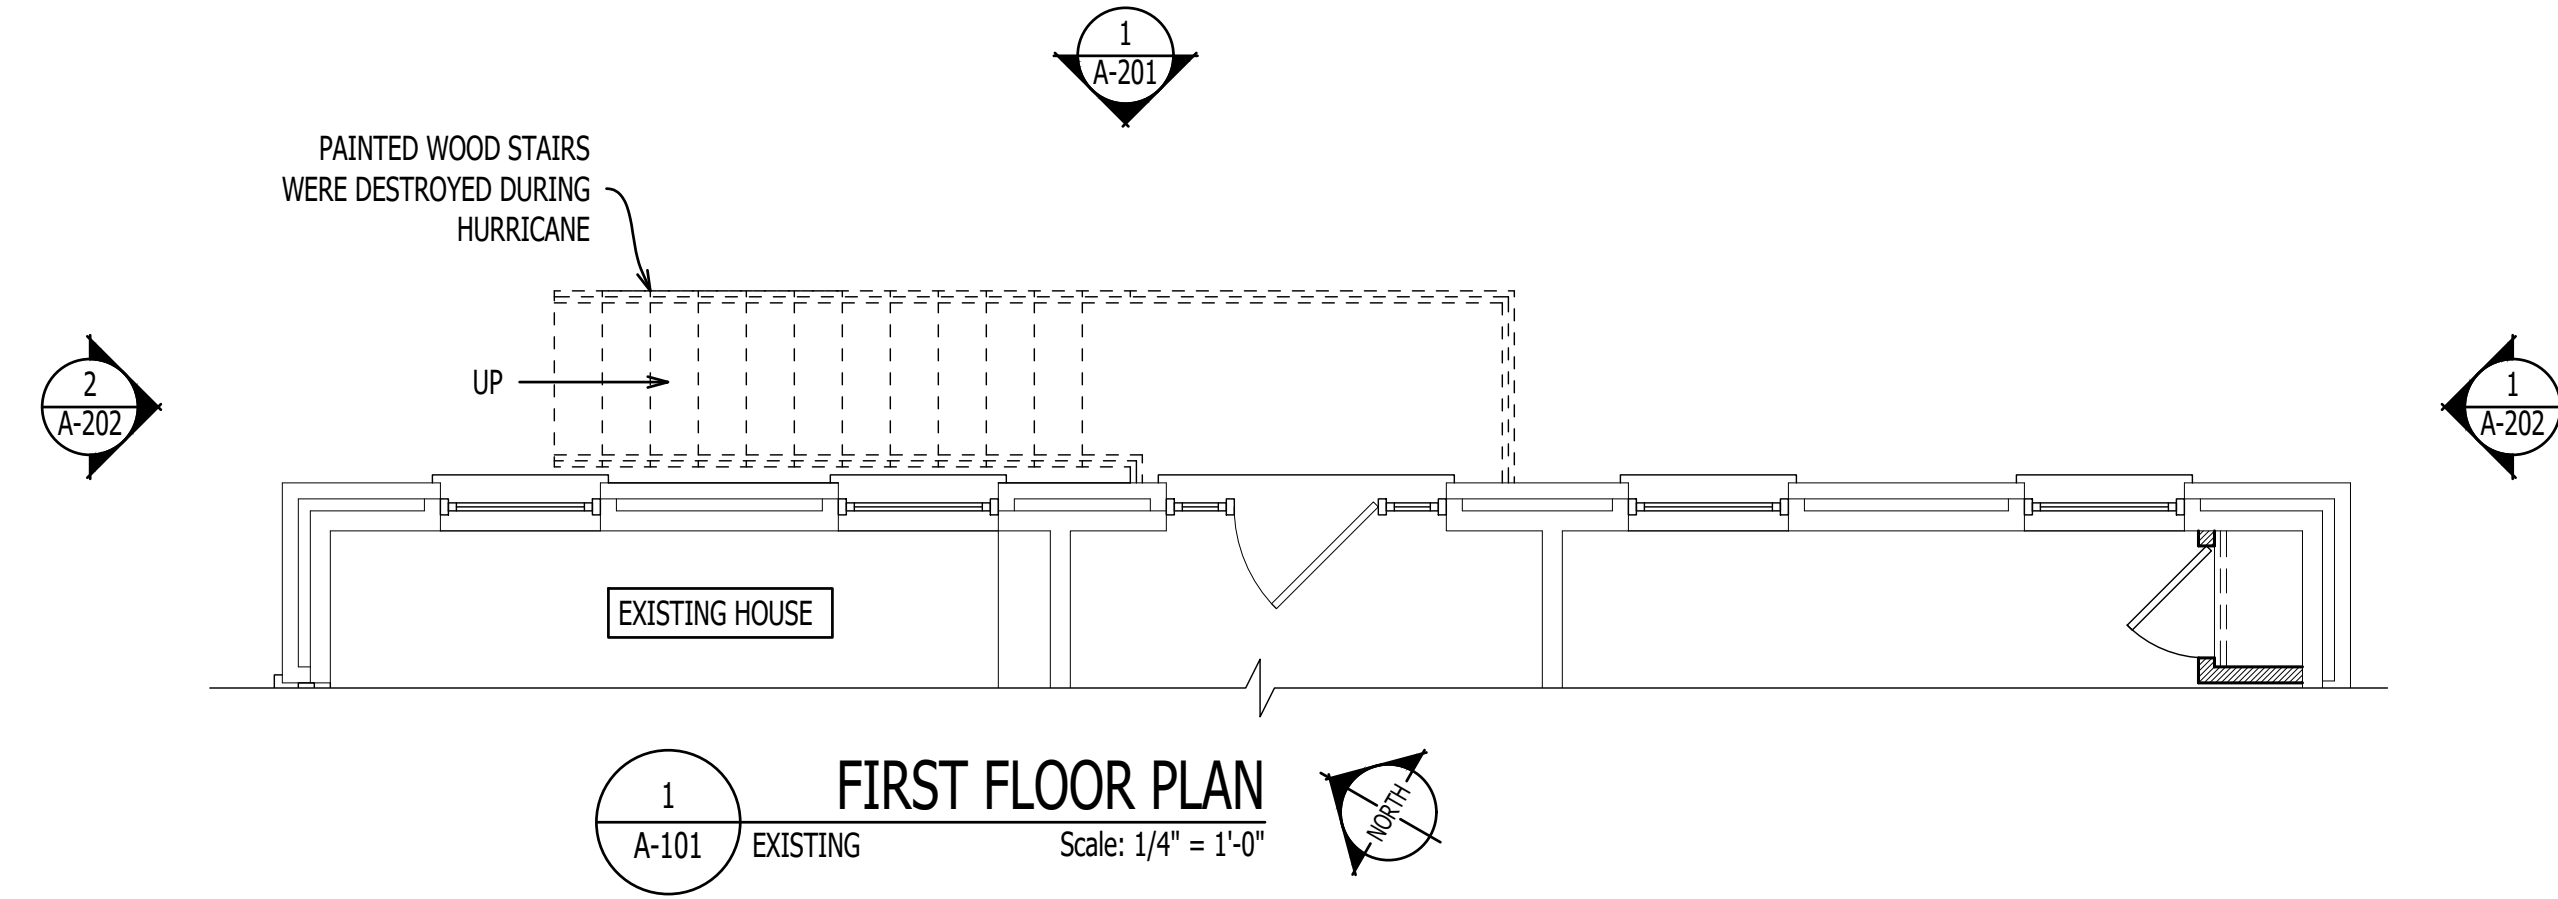 1
A-201
PAINTED WOOD STAIRS
WERE DESTROYED DURING
HURRICANE
2
A-202
UP
1
A-202
EXISTING HOUSE
1
A-101
FIRST FLOOR PLAN
EXISTING
Scale: 1/4" = 1'-0"
NORTH